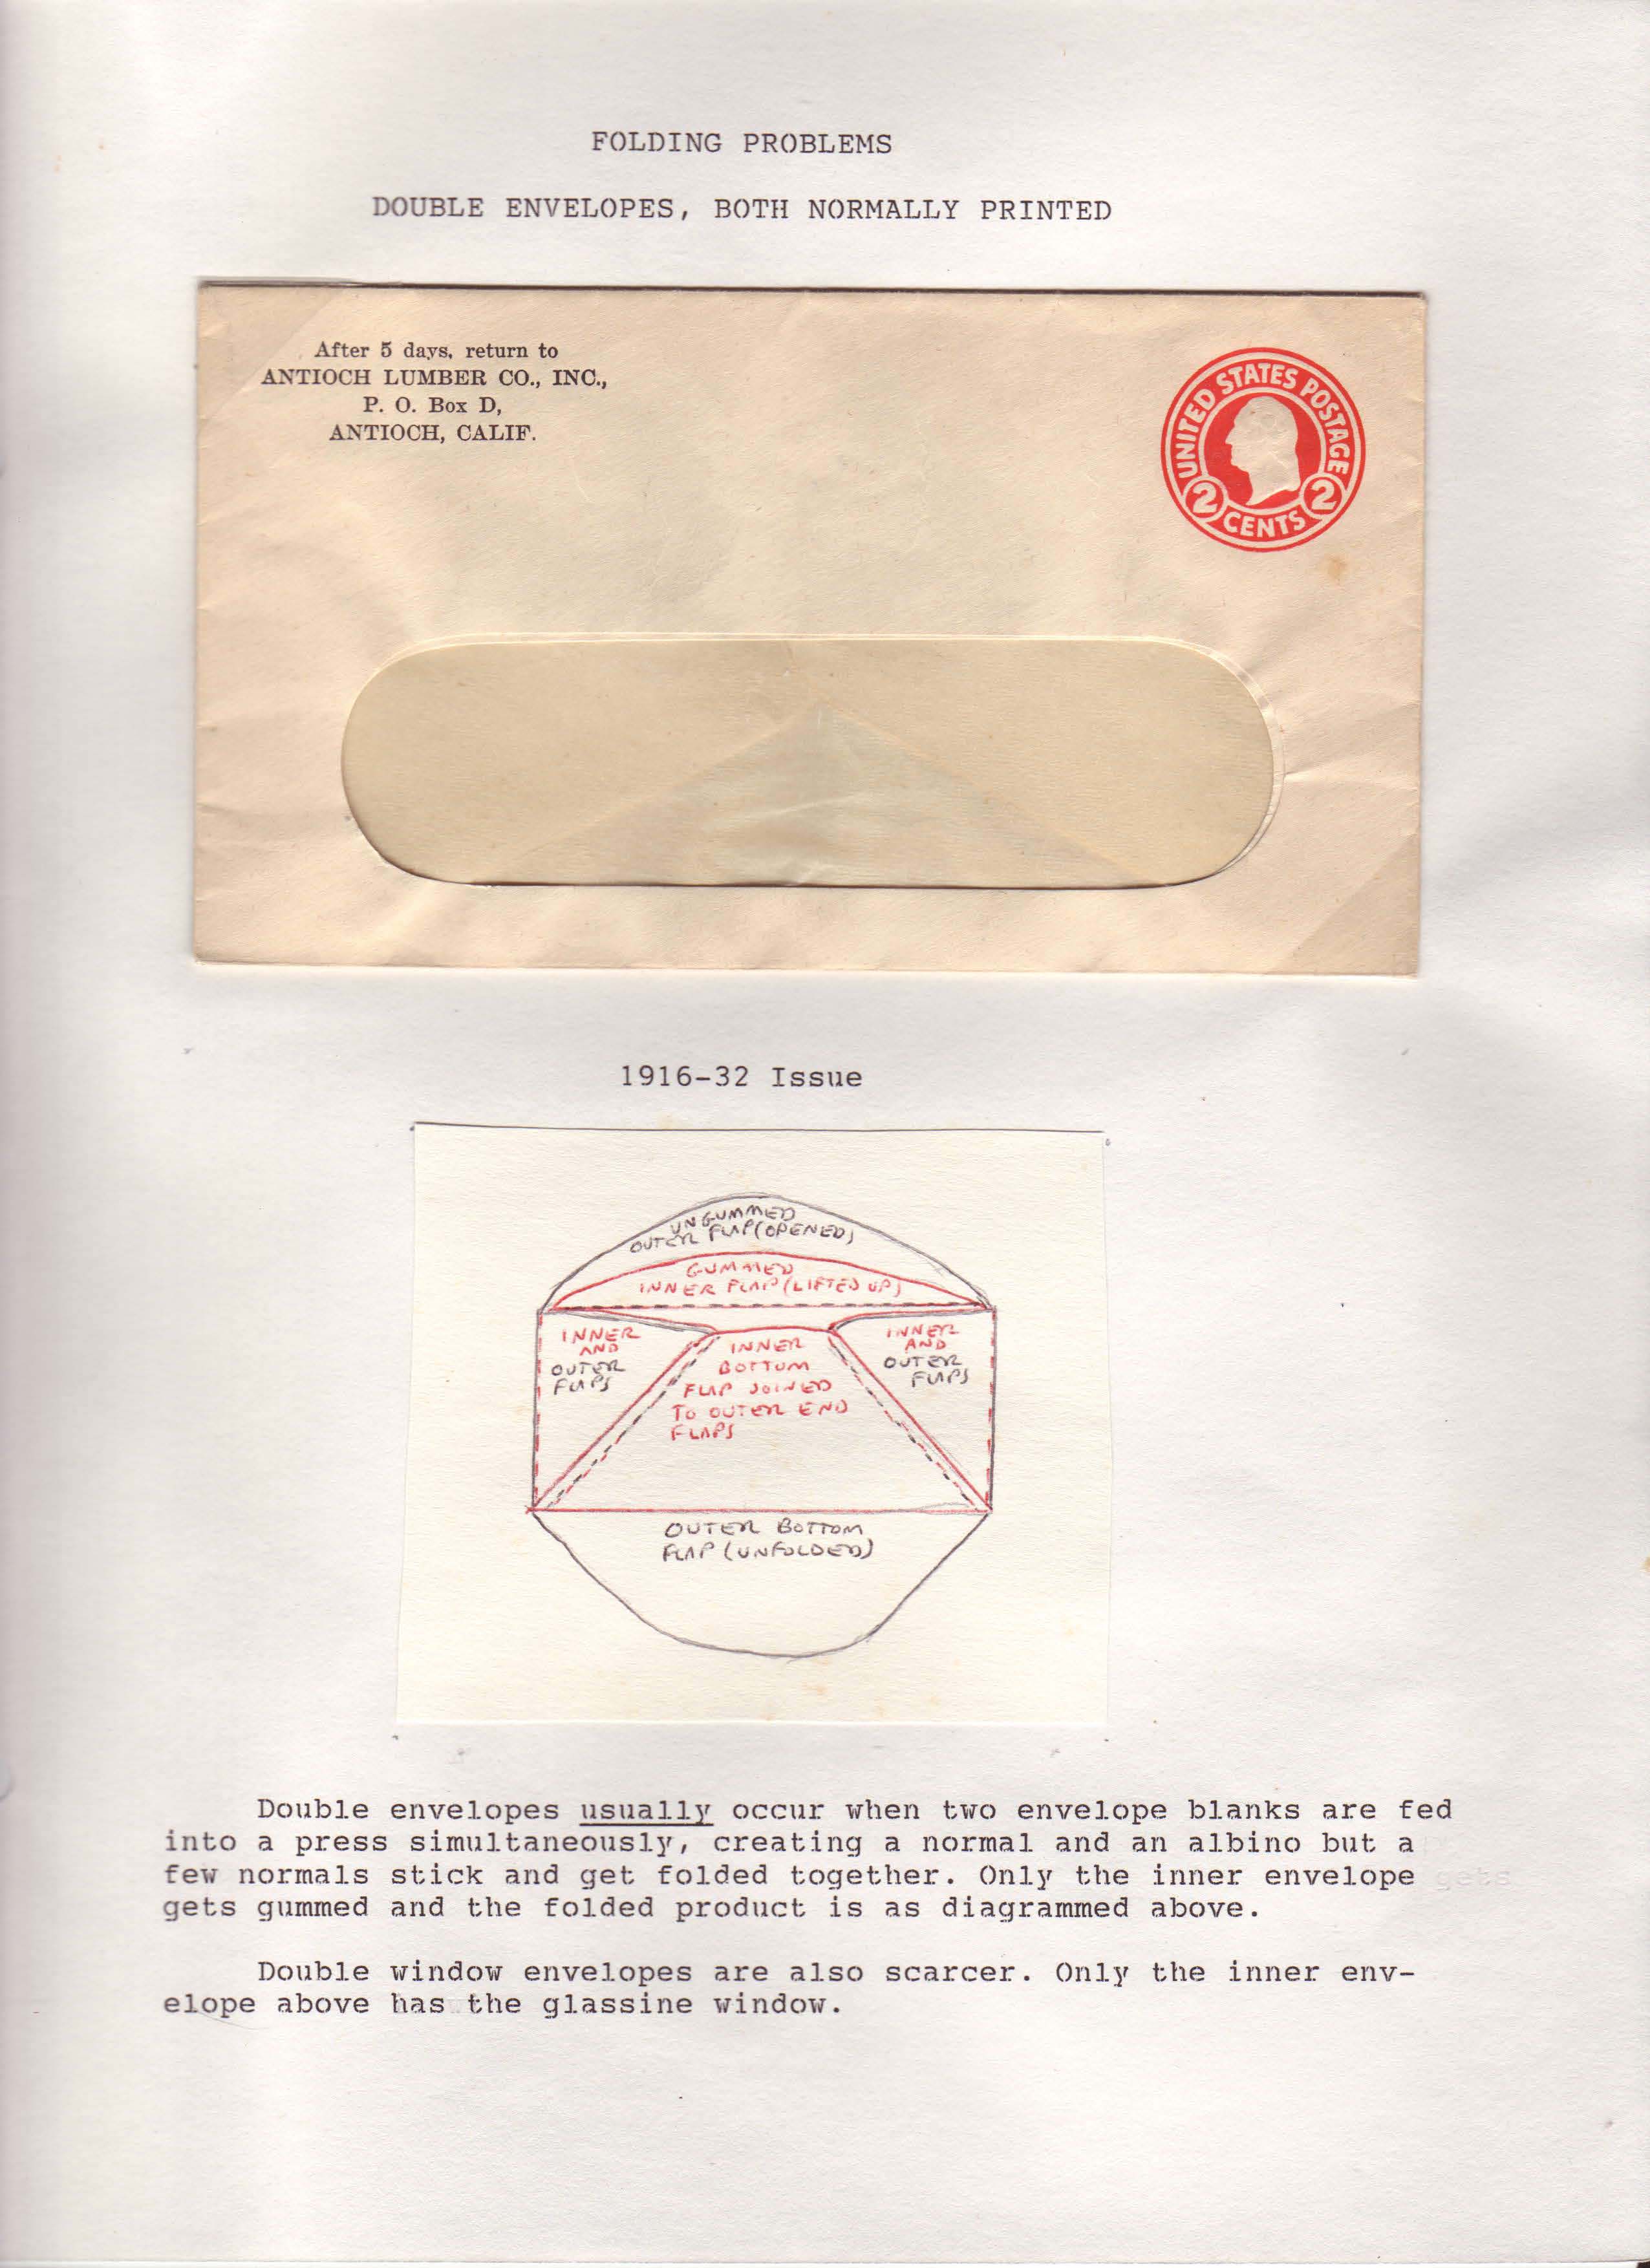 FOLDING PROBLEMS
DOUBLE ENVELOPES, BOTH NORMALLY PRINTED
After 5 days, return to
ANTIOCH LUMBER CO., INC.,
P. O. Box D,
ANTIOCH, CALIF.
UNITED STATES POSTAGE
2 CENTS 2
1916-32 Issue
UNGUMMED
OUTER FLAP (OPENED)
GUMMED
INNER FLAP (LIFTED UP)
INNER
AND
OUTER
FLAPS
INNER
BOTTUM
FLAP JOINED
TO OUTER END
FLAPS
INNER
AND
OUTER
FLAPS
OUTER BOTTOM
FLAP (UNFOLDED)
Double envelopes usually occur when two envelope blanks are fed
into a press simultaneously, creating a normal and an albino but a
few normals stick and get folded together. Only the inner envelope gets
gets gummed and the folded product is as diagrammed above.
Double window envelopes are also scarcer. Only the inner env-
elope above has the glassine window.